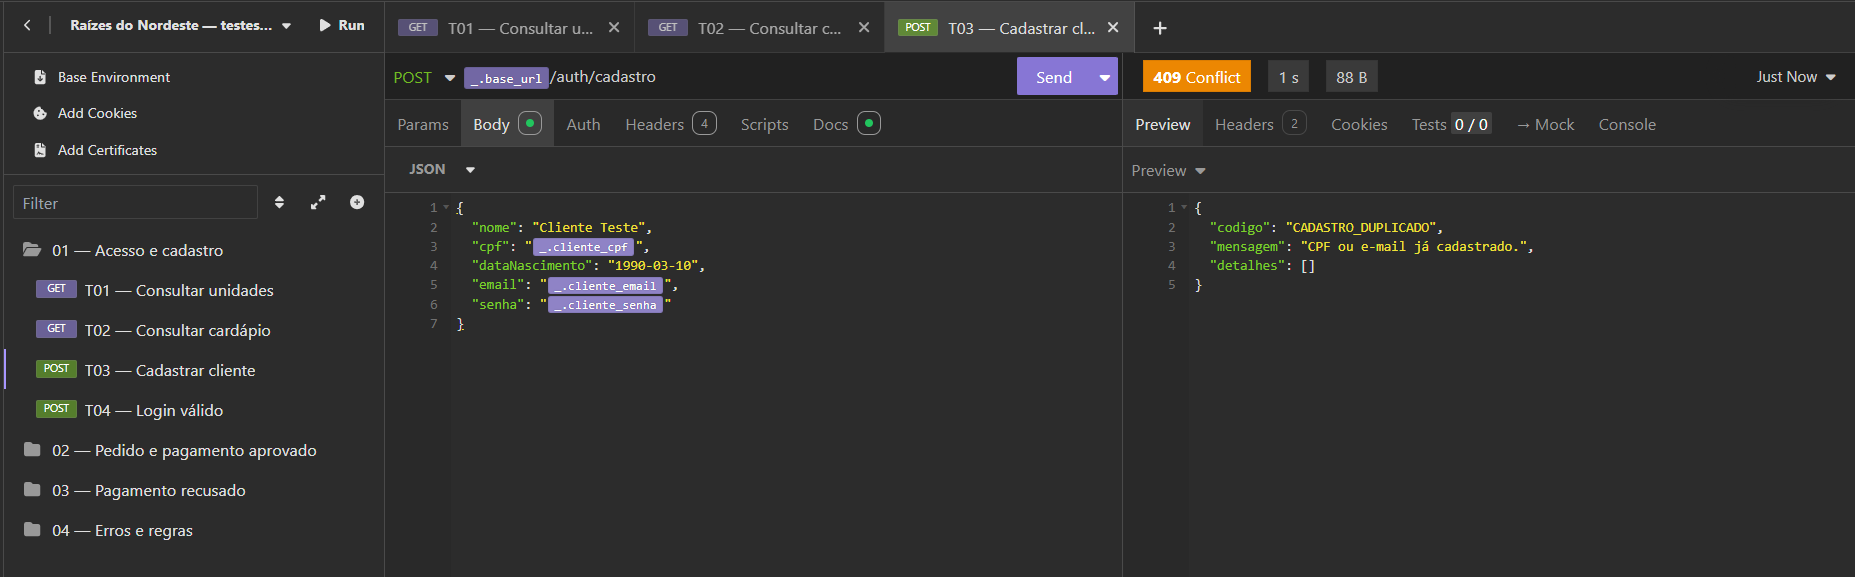 Raízes do Nordeste — testes...
Run
GET T01 — Consultar u...
GET T02 — Consultar c...
POST T03 — Cadastrar cl...
Base Environment
Add Cookies
Add Certificates
Filter
01 — Acesso e cadastro
GET T01 — Consultar unidades
GET T02 — Consultar cardápio
POST T03 — Cadastrar cliente
POST T04 — Login válido
02 — Pedido e pagamento aprovado
03 — Pagamento recusado
04 — Erros e regras
POST _.base_url/auth/cadastro
Send
Params Body Auth Headers 4 Scripts Docs
JSON
1 {
2 "nome": "Cliente Teste",
3 "cpf": "_.cliente_cpf",
4 "dataNascimento": "1990-03-10",
5 "email": "_.cliente_email",
6 "senha": "_.cliente_senha"
7 }
409 Conflict 1 s 88 B
Just Now
Preview Headers 2 Cookies Tests 0 / 0 → Mock Console
Preview
1 {
2 "codigo": "CADASTRO_DUPLICADO",
3 "mensagem": "CPF ou e-mail já cadastrado.",
4 "detalhes": []
5 }